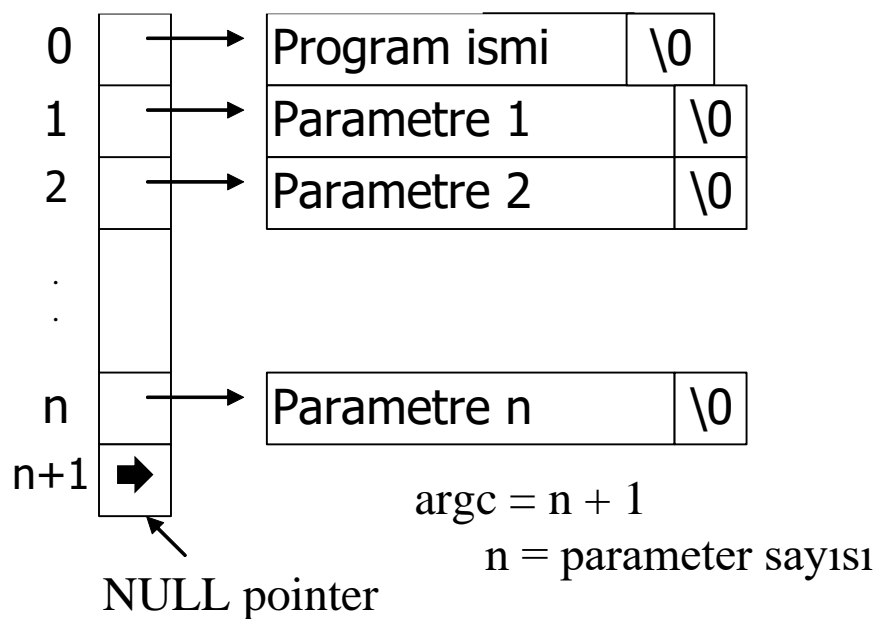 0 Program ismi \0
1 Parametre 1 \0
2 Parametre 2 \0
.
.
n Parametre n \0
n+1
argc = n + 1
n = parameter sayısı
NULL pointer